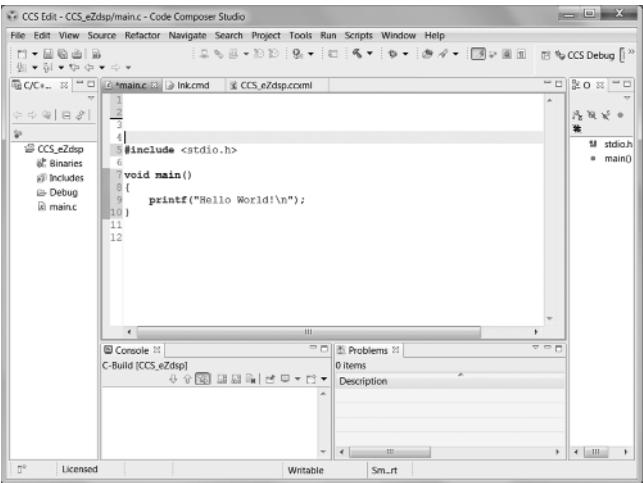 CCS Edit - CCS_eZdsp/main.c - Code Composer Studio
File Edit View Source Refactor Navigate Search Project Tools Run Scripts Window Help
CCS Debug
C/C+...
*main.c
lnk.cmd
CCS_eZdsp.ccxml
O
CCS_eZdsp
Binaries
Includes
Debug
main.c
1
2
3
4
5 #include <stdio.h>
6
7 void main()
8 {
9 printf("Hello World!\n");
10 }
11
12
stdio.h
main()
Console
C-Build [CCS_eZdsp]
Problems
0 items
Description
Licensed
Writable
Sm...rt